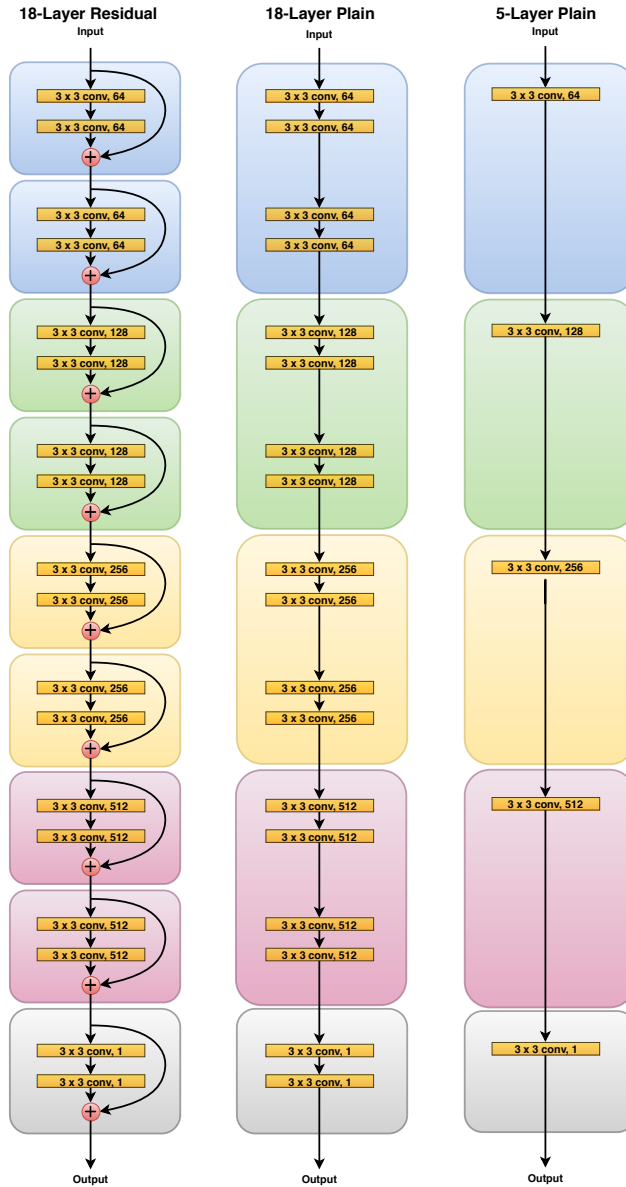 18-Layer Residual
Input
3 x 3 conv, 64
3 x 3 conv, 64
+
3 x 3 conv, 64
3 x 3 conv, 64
+
3 x 3 conv, 128
3 x 3 conv, 128
+
3 x 3 conv, 128
3 x 3 conv, 128
+
3 x 3 conv, 256
3 x 3 conv, 256
+
3 x 3 conv, 256
3 x 3 conv, 256
+
3 x 3 conv, 512
3 x 3 conv, 512
+
3 x 3 conv, 512
3 x 3 conv, 512
+
3 x 3 conv, 1
3 x 3 conv, 1
+
Output
18-Layer Plain
Input
3 x 3 conv, 64
3 x 3 conv, 64
3 x 3 conv, 64
3 x 3 conv, 64
3 x 3 conv, 128
3 x 3 conv, 128
3 x 3 conv, 128
3 x 3 conv, 128
3 x 3 conv, 256
3 x 3 conv, 256
3 x 3 conv, 256
3 x 3 conv, 256
3 x 3 conv, 512
3 x 3 conv, 512
3 x 3 conv, 512
3 x 3 conv, 512
3 x 3 conv, 1
3 x 3 conv, 1
Output
5-Layer Plain
Input
3 x 3 conv, 64
3 x 3 conv, 128
3 x 3 conv, 256
3 x 3 conv, 512
3 x 3 conv, 1
Output